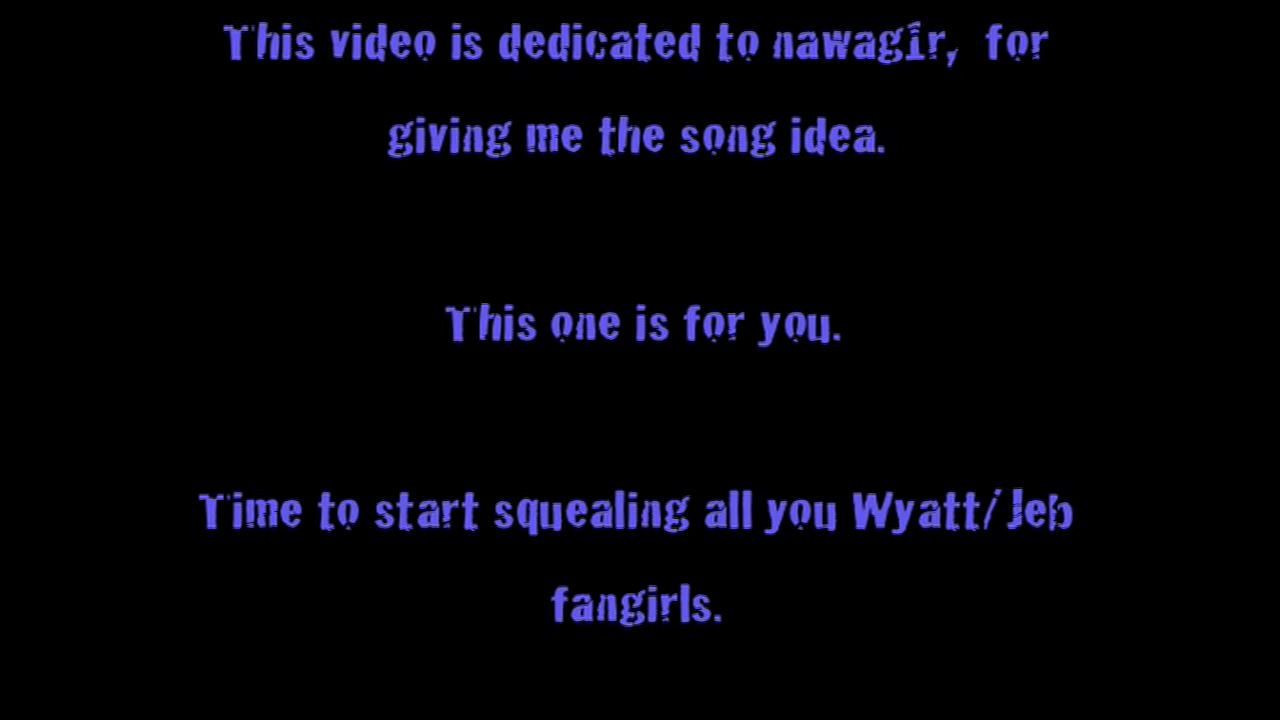 This video is dedicated to nawagir, for
giving me the song idea.
This one is for you.
Time to start squealing all you Wyatt/Jeb
fangirls.